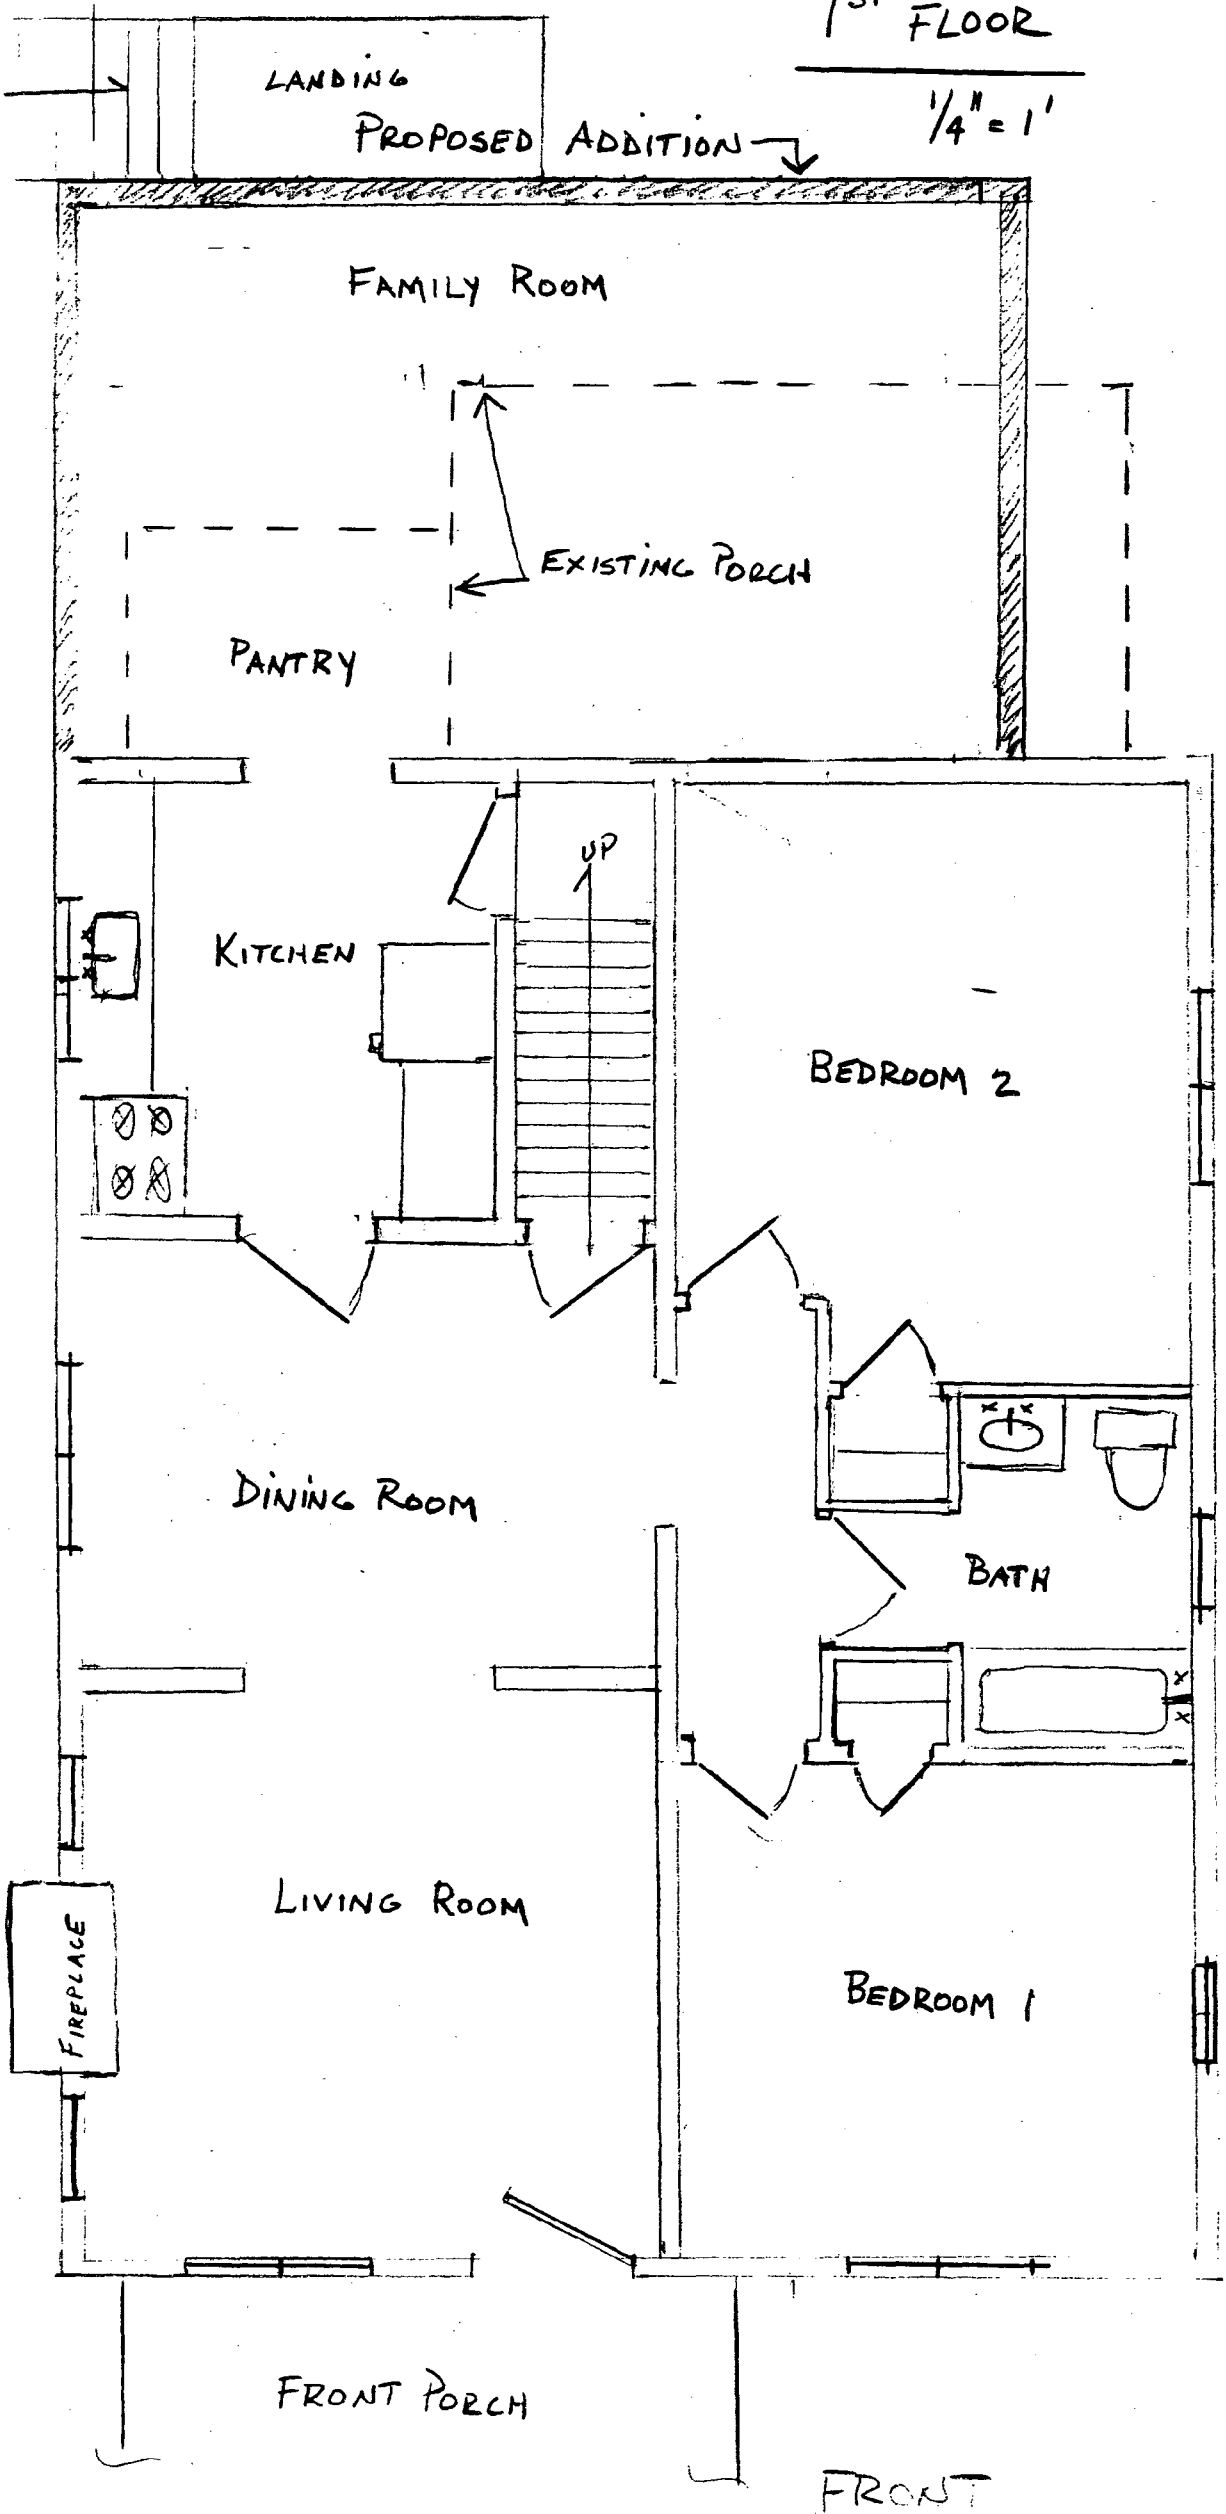 1st FLOOR
1/4" = 1'
LANDING
PROPOSED ADDITION
FAMILY ROOM
EXISTING PORCH
PANTRY
UP
KITCHEN
BEDROOM 2
DINING ROOM
BATH
LIVING ROOM
FIREPLACE
BEDROOM 1
FRONT PORCH
FRONT